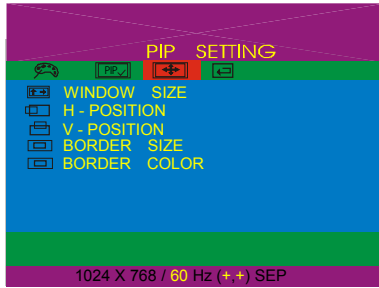 PIP SETTING
PIP
WINDOW SIZE
H - POSITION
V - POSITION
BORDER SIZE
BORDER COLOR
1024 X 768 / 60 Hz (+,+) SEP